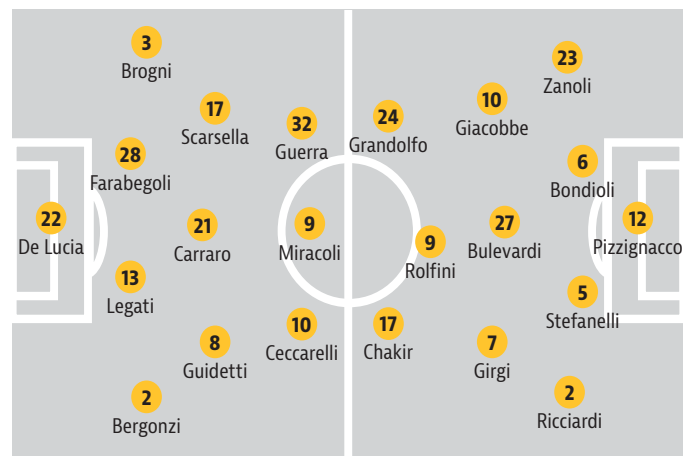 3
Brogni
17
Scarsella
32
Guerra
28
Farabegoli
22
De Lucia
21
Carraro
9
Miracoli
13
Legati
8
Guidetti
10
Ceccarelli
2
Bergonzi
23
Zanoli
10
Giacobbe
24
Grandolfo
6
Bondioli
12
Pizzignacco
27
Bulevardi
9
Rolfini
5
Stefanelli
17
Chakir
7
Girgi
2
Ricciardi